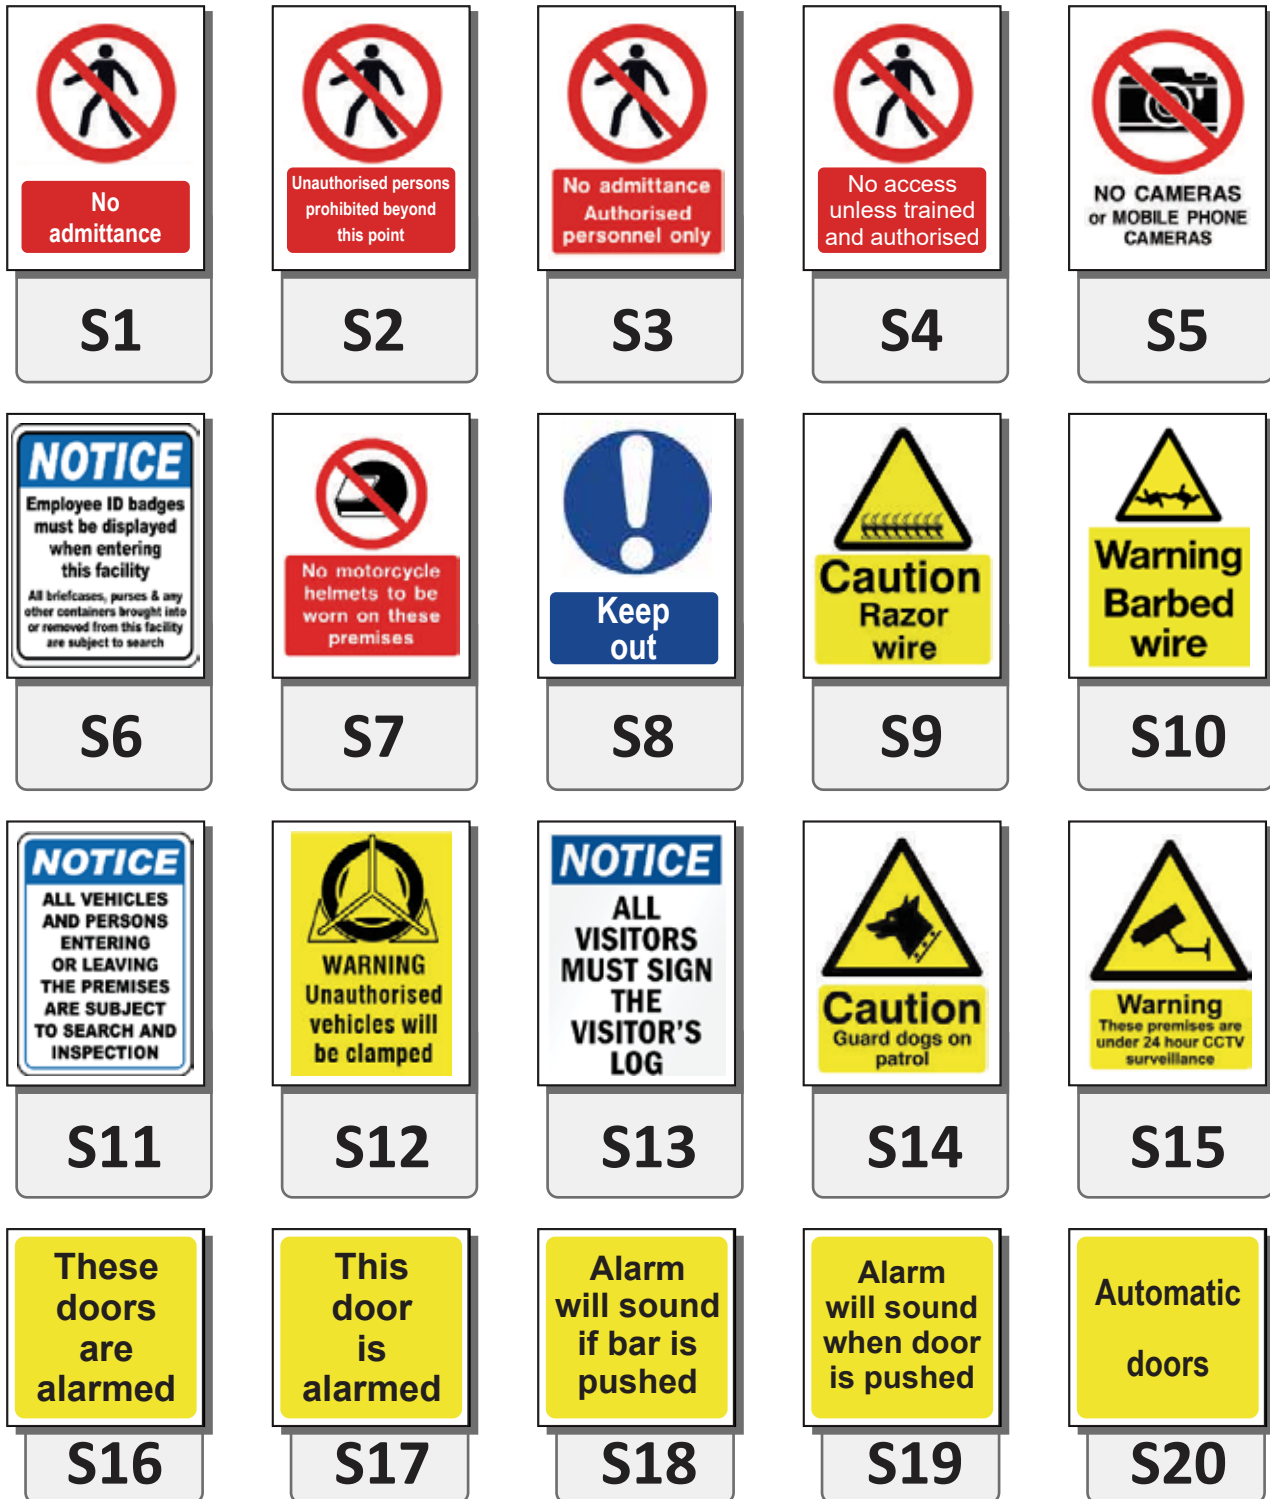 No
admittance
Unauthorised persons
prohibited beyond
this point
No admittance
Authorised
personnel only
No access
unless trained
and authorised
NO CAMERAS
or MOBILE PHONE
CAMERAS
S1
S2
S3
S4
S5
NOTICE
Employee ID badges
must be displayed
when entering
this facility
All briefcases, purses & any
other containers brought into
or removed from this facility
are subject to search
No motorcycle
helmets to be
worn on these
premises
Keep
out
Caution
Razor
wire
Warning
Barbed
wire
S6
S7
S8
S9
S10
NOTICE
ALL VEHICLES
AND PERSONS
ENTERING
OR LEAVING
THE PREMISES
ARE SUBJECT
TO SEARCH AND
INSPECTION
WARNING
Unauthorised
vehicles will
be clamped
NOTICE
ALL
VISITORS
MUST SIGN
THE
VISITOR'S
LOG
Caution
Guard dogs on
patrol
Warning
These premises are
under 24 hour CCTV
surveillance
S11
S12
S13
S14
S15
These
doors
are
alarmed
This
door
is
alarmed
Alarm
will sound
if bar is
pushed
Alarm
will sound
when door
is pushed
Automatic
doors
S16
S17
S18
S19
S20